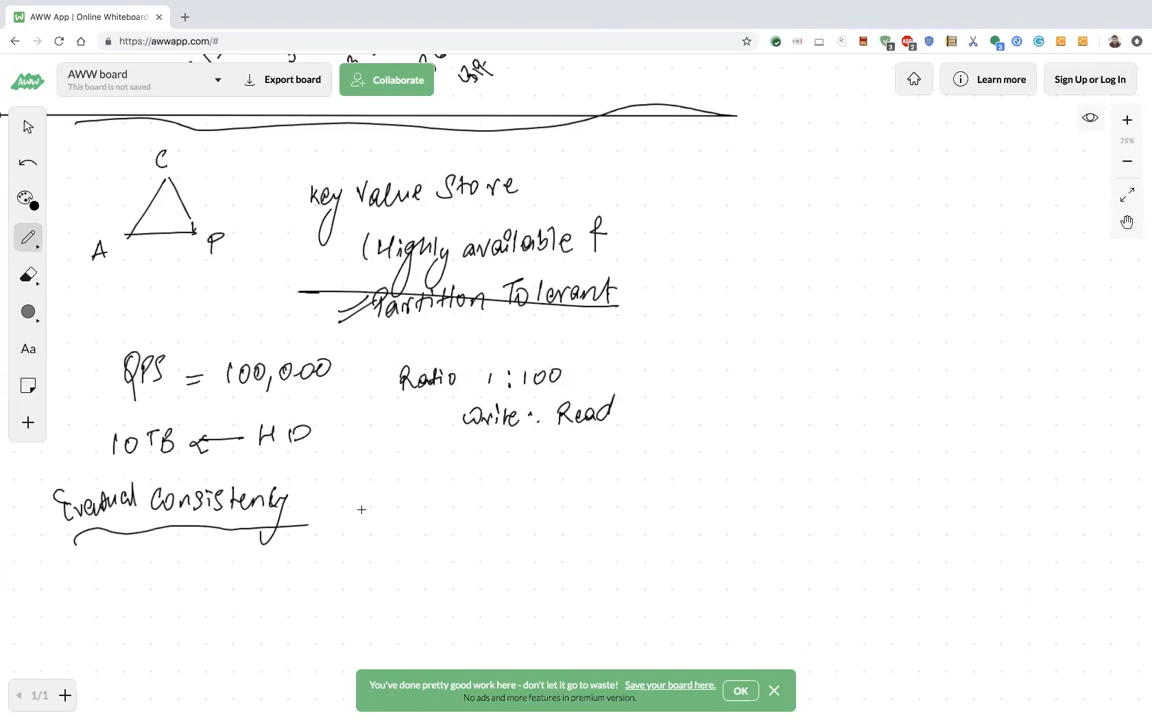 AWW App | Online Whiteboard
https://awwapp.com/#
AWW board
This board is not saved
Export board
Collaborate
Learn more
Sign Up or Log In
75%
C
A
P
Key Value Store
(Highly available &
Partition Tolerant
QPS = 100,000
Ratio 1 : 100
Write : Read
10 TB ← HD
Eventual Consistency
Aa
You've done pretty good work here - don't let it go to waste! Save your board here.
No ads and more features in premium version.
OK
1/1